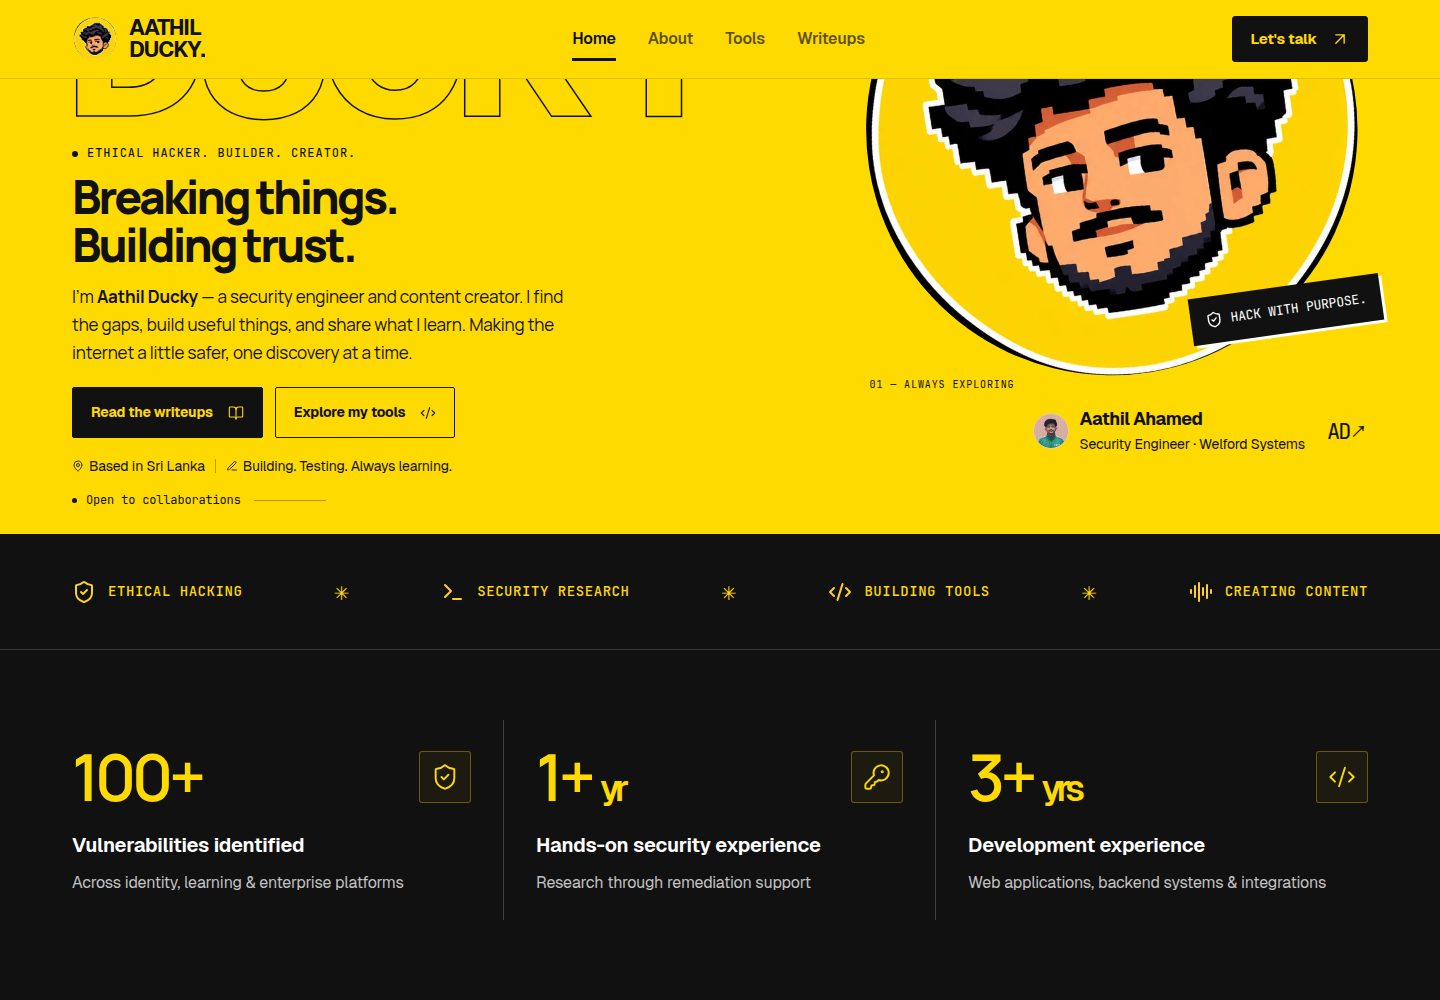 AATHIL
DUCKY.
Home
About
Tools
Writeups
Let's talk
DUCKY
ETHICAL HACKER. BUILDER. CREATOR.
Breaking things.
Building trust.
I'm Aathil Ducky — a security engineer and content creator. I find
the gaps, build useful things, and share what I learn. Making the
internet a little safer, one discovery at a time.
Read the writeups
Explore my tools
Based in Sri Lanka
Building. Testing. Always learning.
Open to collaborations
HACK WITH PURPOSE.
01 — ALWAYS EXPLORING
Aathil Ahamed
Security Engineer · Welford Systems
AD↗
ETHICAL HACKING
SECURITY RESEARCH
BUILDING TOOLS
CREATING CONTENT
100+
Vulnerabilities identified
Across identity, learning & enterprise platforms
1+ yr
Hands-on security experience
Research through remediation support
3+ yrs
Development experience
Web applications, backend systems & integrations